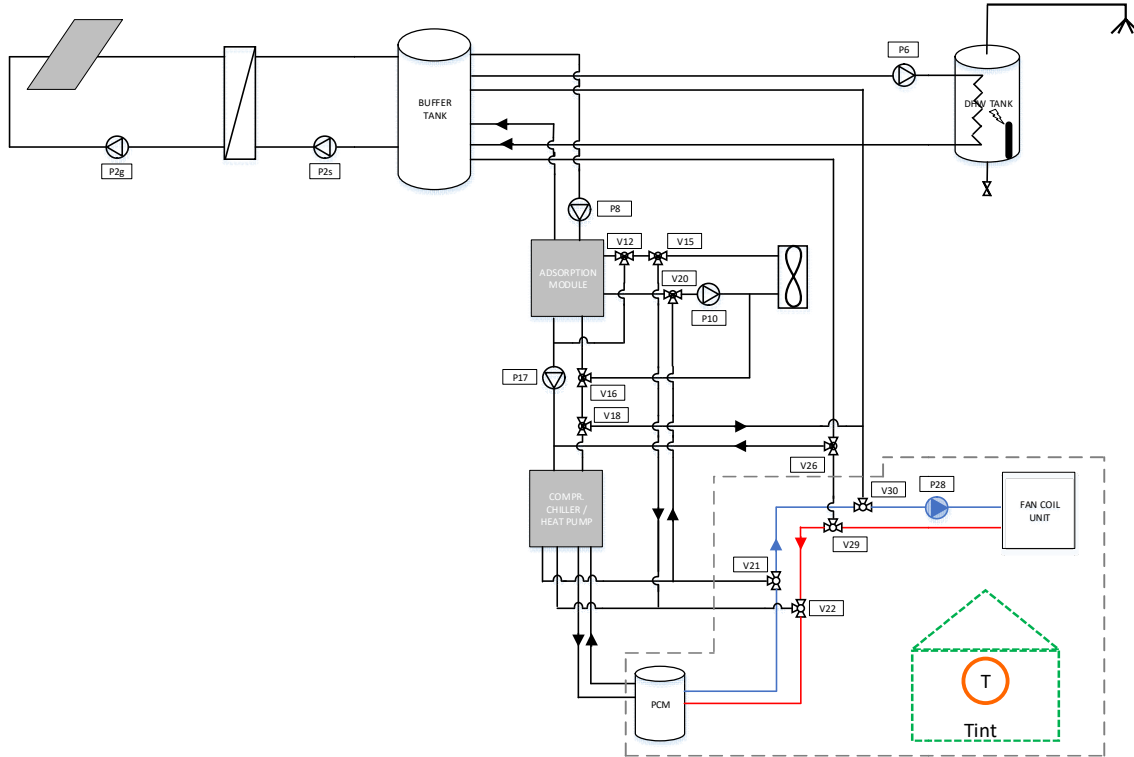 P6
BUFFER
TANK
DHW TANK
P2g
P2s
P8
V12
V15
ADSORPTION
MODULE
V20
P10
P17
V16
V18
V26
COMPR.
CHILLER /
HEAT PUMP
V30
P28
FAN COIL
UNIT
V29
V21
V22
PCM
T
Tint